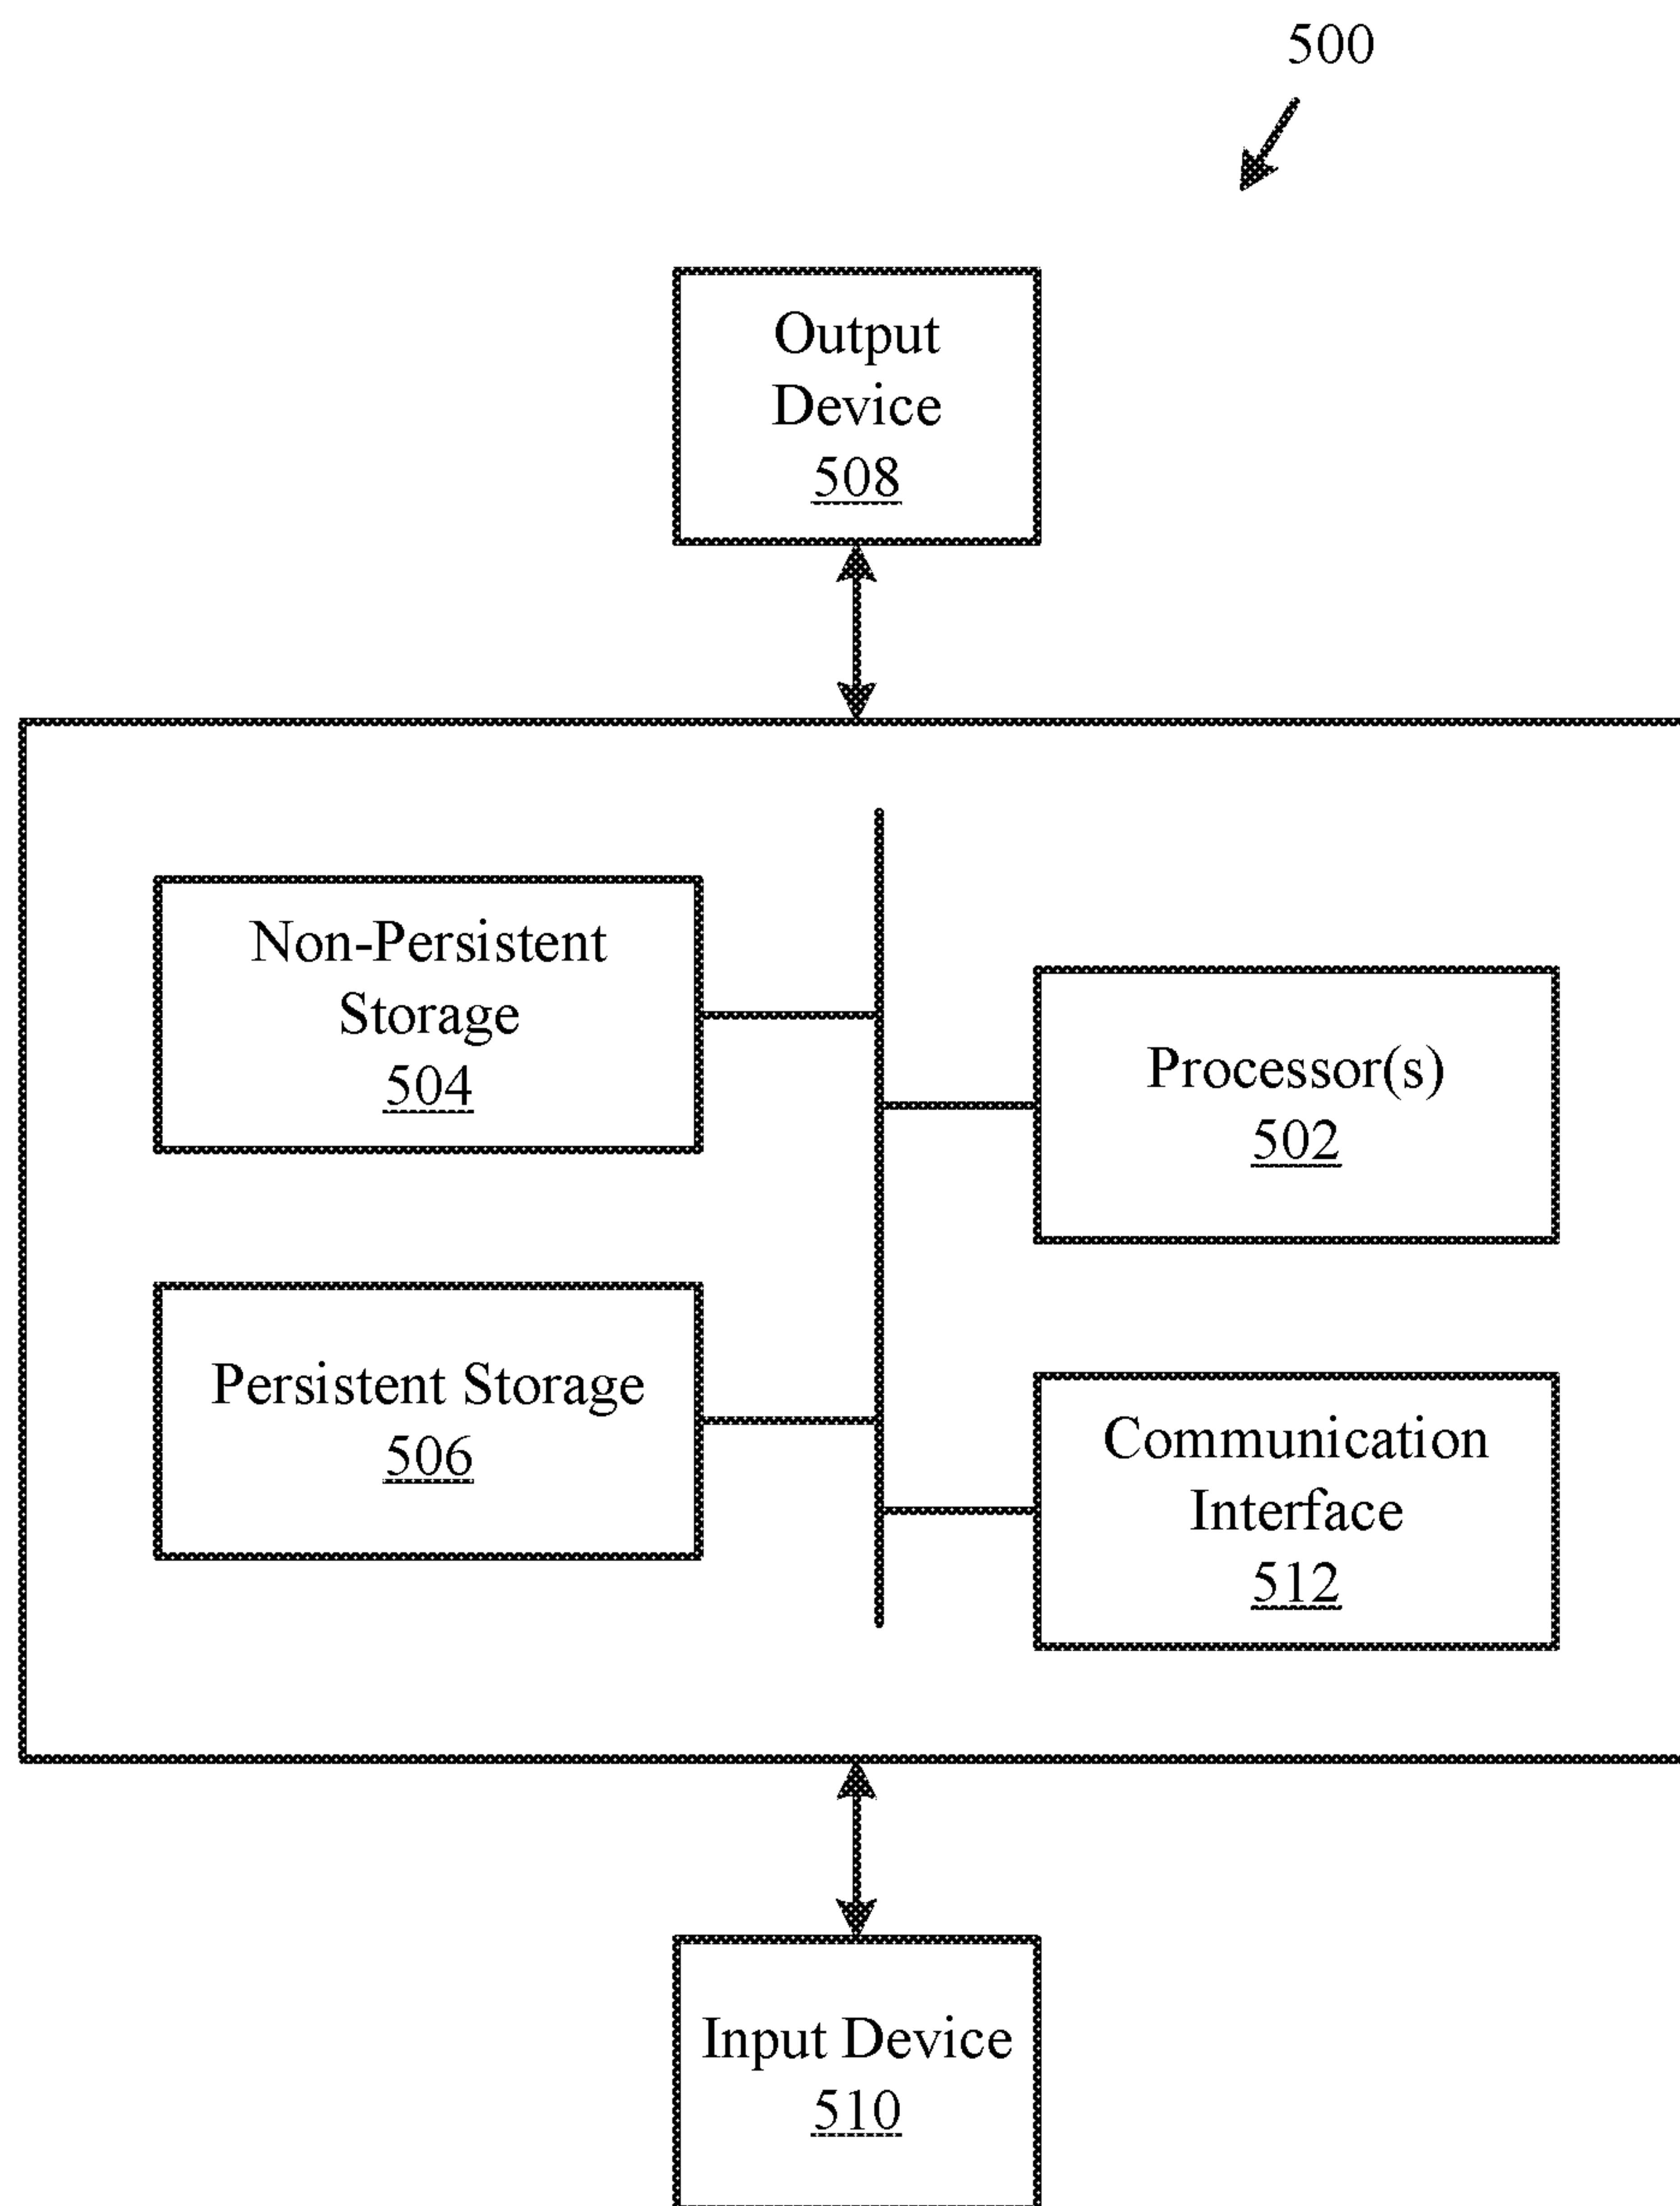 500
Output
Device
508
Non-Persistent
Storage
504
Processor(s)
502
Persistent Storage
506
Communication
Interface
512
Input Device
510